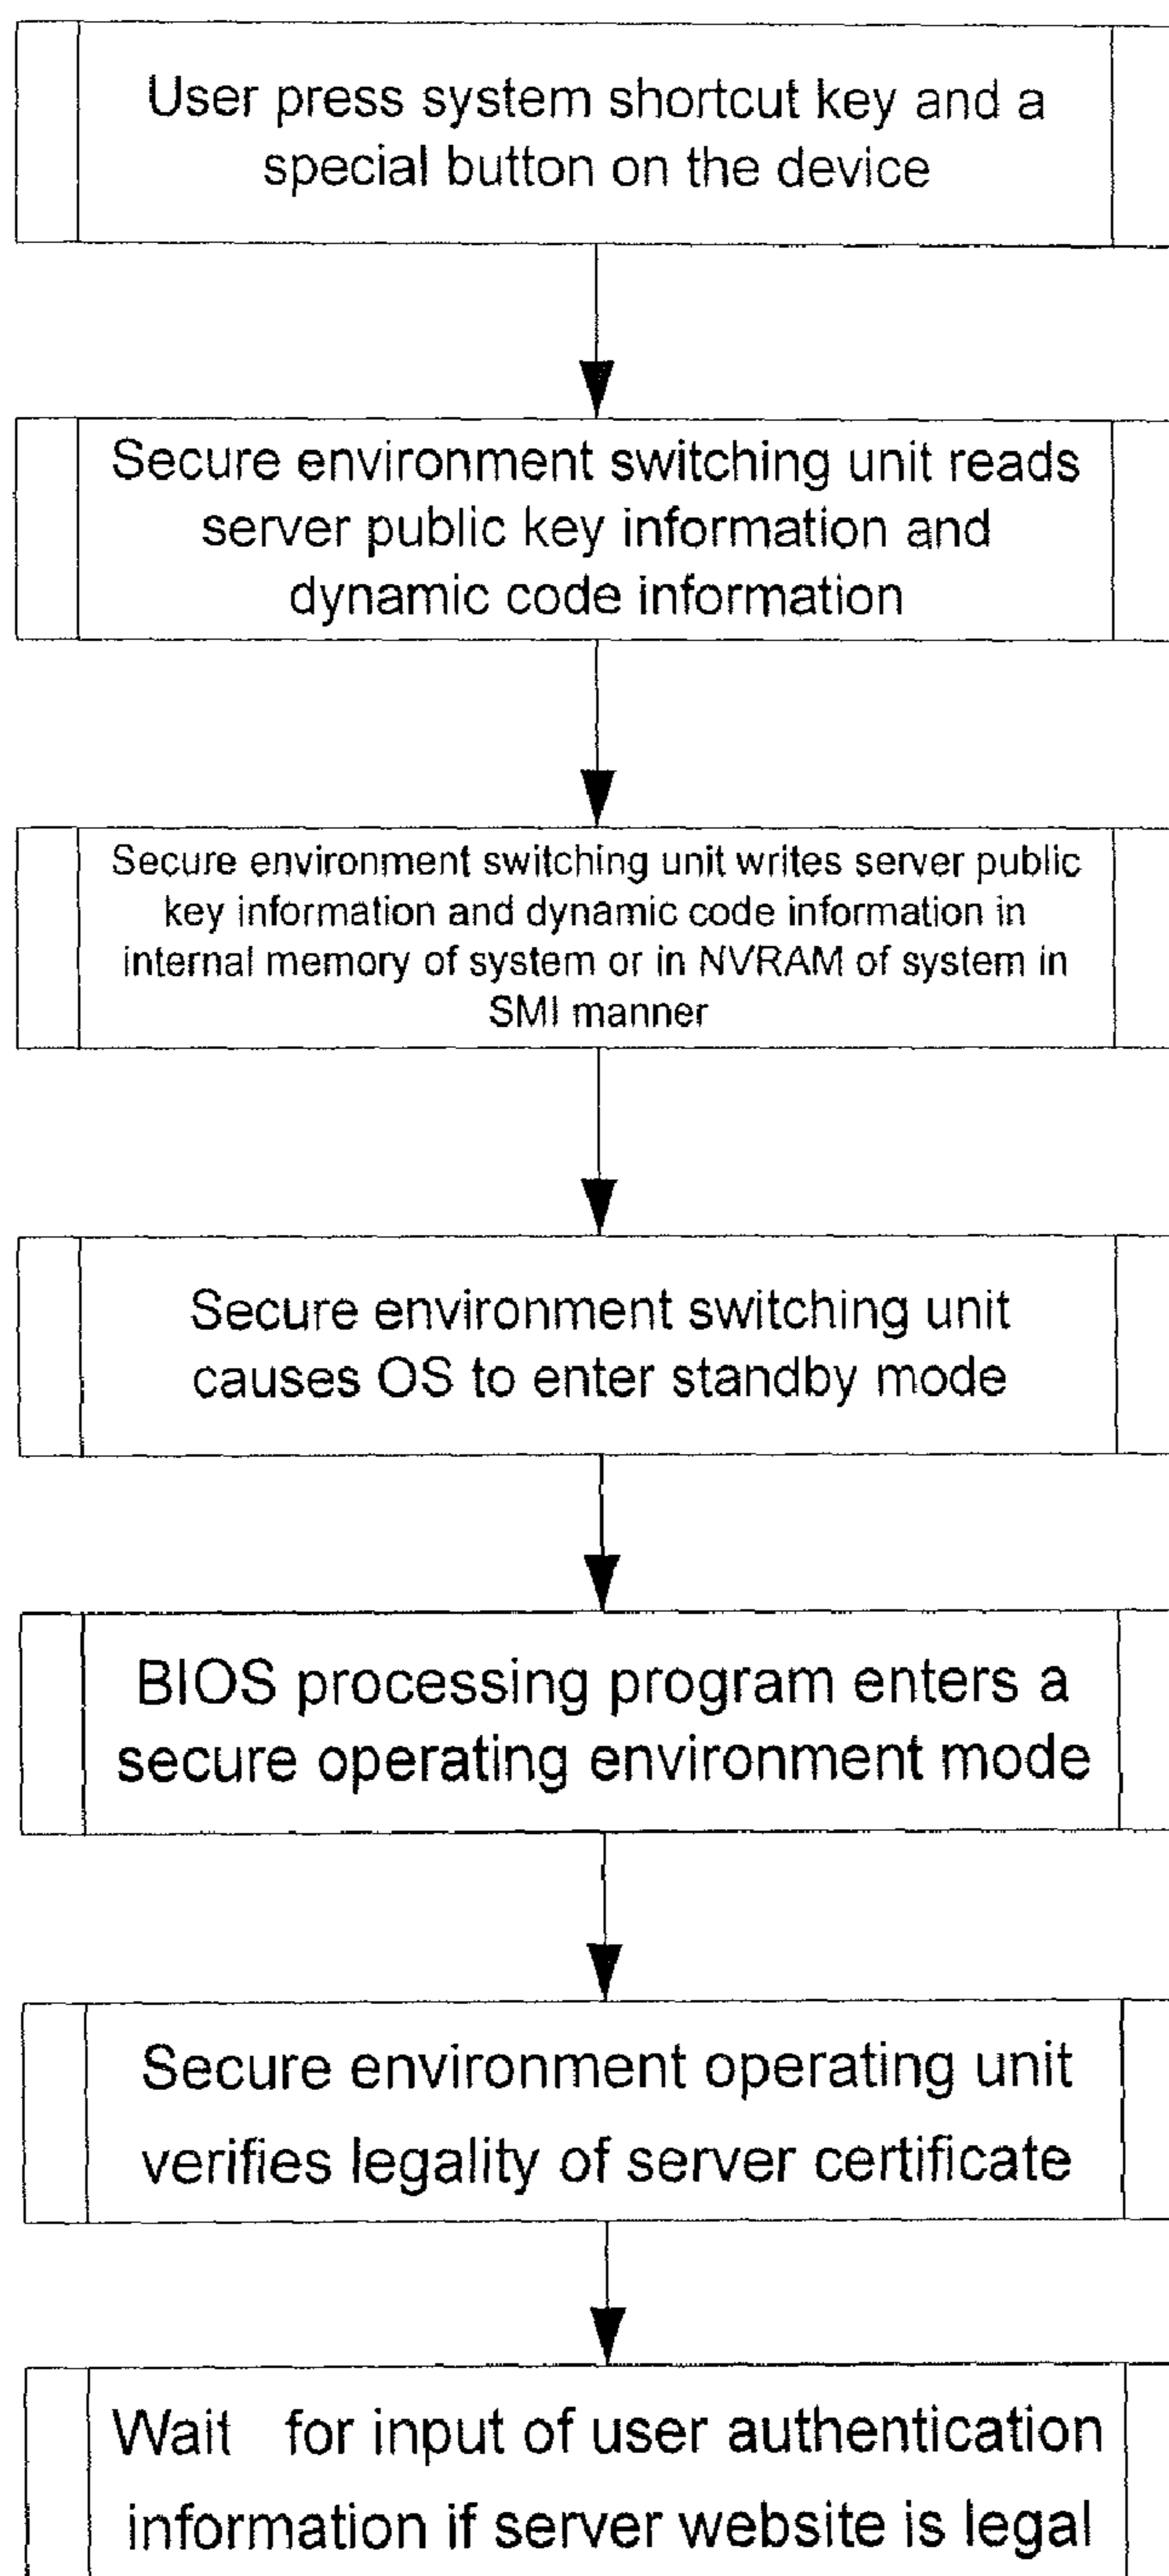 User press system shortcut key and a
special button on the device
Secure environment switching unit reads
server public key information and
dynamic code information
Secure environment switching unit writes server public
key information and dynamic code information in
internal memory of system or in NVRAM of system in
SMI manner
Secure environment switching unit
causes OS to enter standby mode
BIOS processing program enters a
secure operating environment mode
Secure environment operating unit
verifies legality of server certificate
Wait for input of user authentication
information if server website is legal